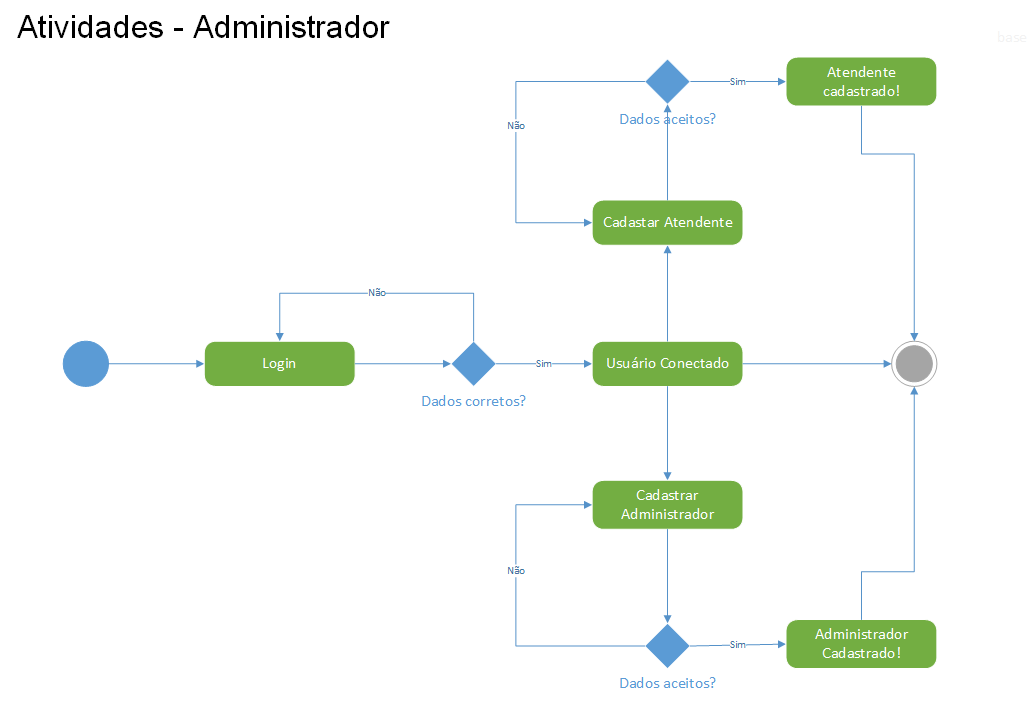 Atividades - Administrador
base
Sim
Atendente
cadastrado!
Dados aceitos?
Não
Cadastar Atendente
Não
Login
Sim
Usuário Conectado
Dados corretos?
Cadastrar
Administrador
Não
Sim
Administrador
Cadastrado!
Dados aceitos?